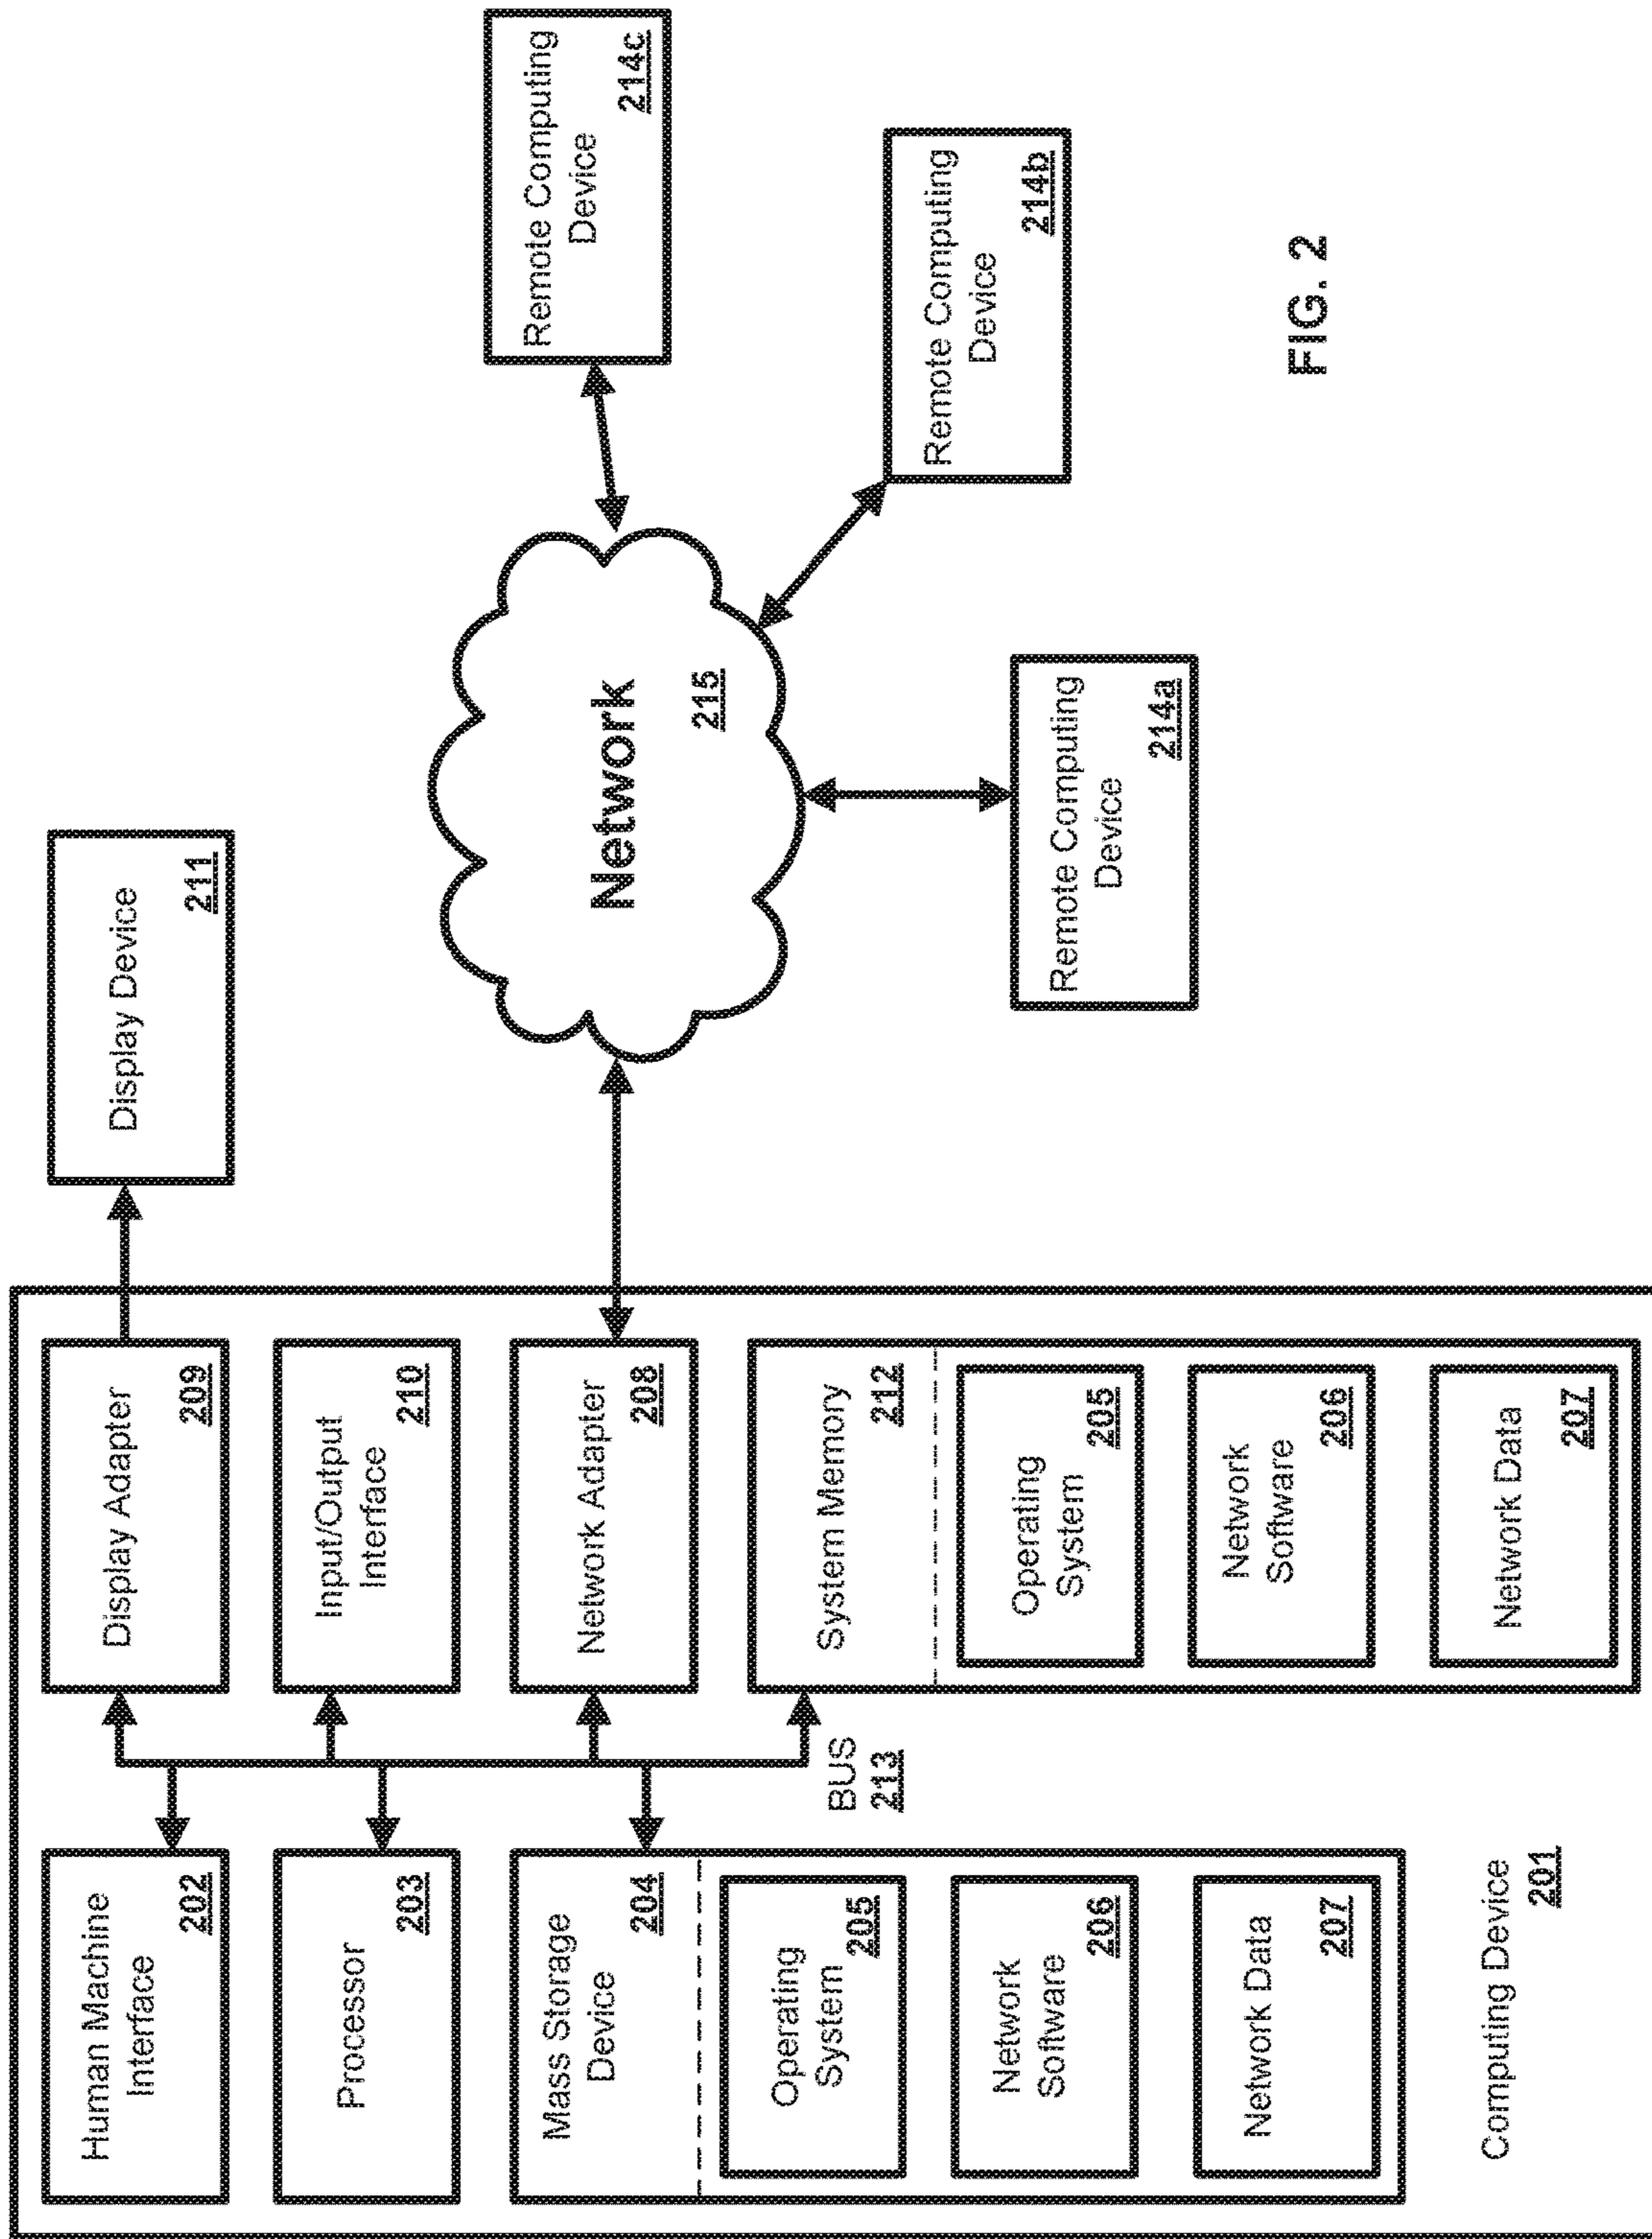 Human Machine
Interface
202
Processor
203
Mass Storage
Device
204
Operating
System
205
Network
Software
206
Network Data
207
Computing Device
201
BUS
213
Display Adapter
209
Input/Output
Interface
210
Network Adapter
208
System Memory
212
Operating
System
205
Network
Software
206
Network Data
207
Display Device
211
Network
215
Remote Computing
Device
214a
Remote Computing
Device
214b
Remote Computing
Device
214c
FIG. 2